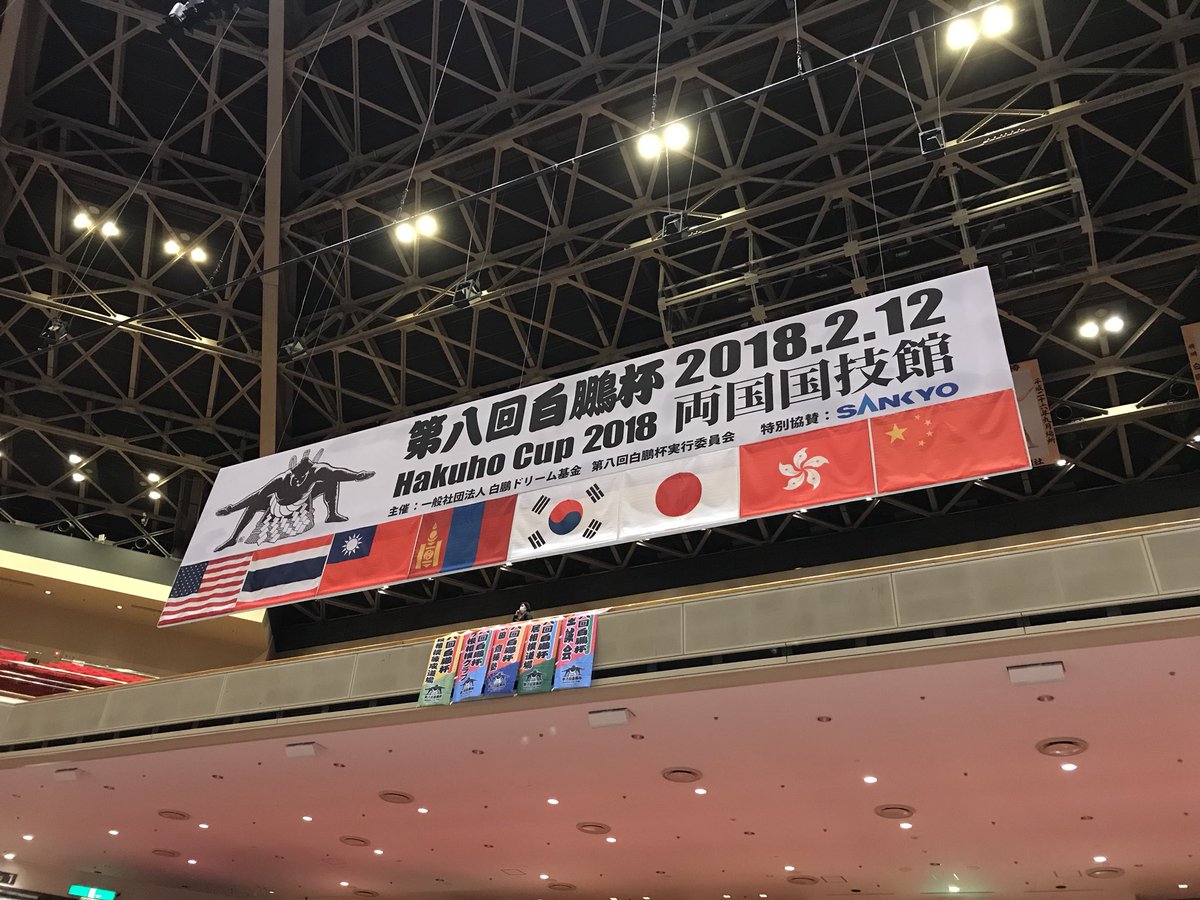 第八回白鵬杯 2018.2.12
Hakuho Cup 2018 両国国技館
主催：一般社団法人 白鵬ドリーム基金 第八回白鵬杯実行委員会 特別協賛：SANKYO